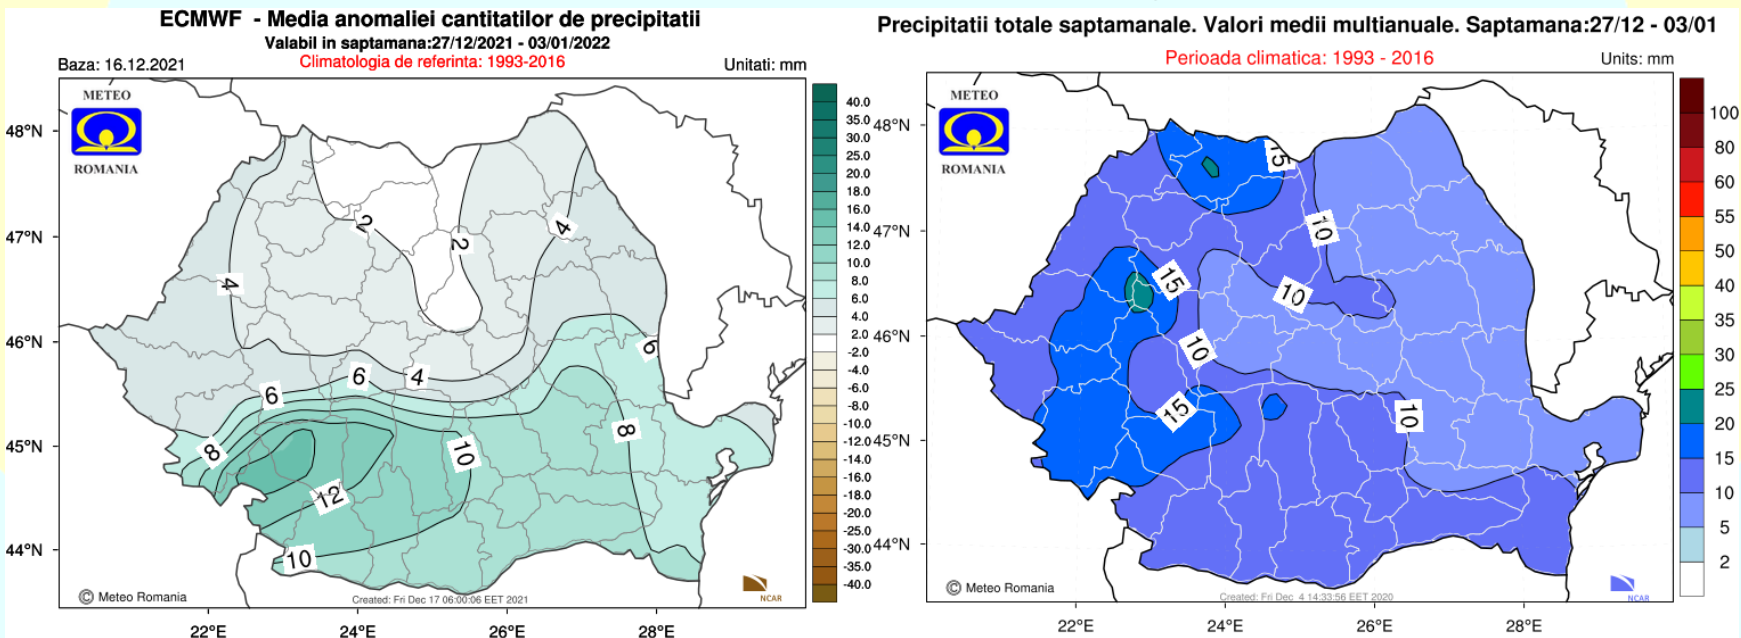 ECMWF - Media anomaliei cantitatilor de precipitatii
Valabil in saptamana:27/12/2021 - 03/01/2022
Baza: 16.12.2021
Climatologia de referinta: 1993-2016
Unitati: mm
METEO
ROMANIA
48°N
47°N
46°N
45°N
44°N
22°E
24°E
26°E
28°E
2
2
4
4
4
6
6
6
8
8
10
10
12
40.0
35.0
30.0
25.0
20.0
18.0
16.0
14.0
12.0
10.0
8.0
6.0
4.0
2.0
-2.0
-4.0
-6.0
-8.0
-10.0
-12.0
-14.0
-16.0
-18.0
-20.0
-25.0
-30.0
-35.0
-40.0
© Meteo Romania
Created: Fri Dec 17 06:00:06 EET 2021
NCAR
Precipitatii totale saptamanale. Valori medii multianuale. Saptamana:27/12 - 03/01
Perioada climatica: 1993 - 2016
Units: mm
METEO
ROMANIA
48°N
47°N
46°N
45°N
44°N
22°E
24°E
26°E
28°E
15
10
15
10
10
15
10
100
80
60
55
50
40
35
30
25
20
15
10
5
2
© Meteo Romania
Created: Fri Dec 4 14:33:56 EET 2020
NCAR